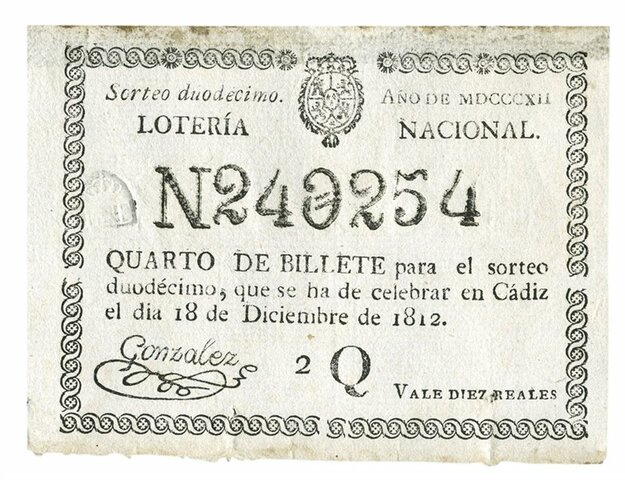 Sorteo duodecimo. AÑO DE MDCCCXII
LOTERÍA NACIONAL.
N240254
QUARTO DE BILLETE para el sorteo
duodécimo, que se ha de celebrar en Cádiz
el dia 18 de Diciembre de 1812.
Gonzalez 2 Q
VALE DIEZ REALES